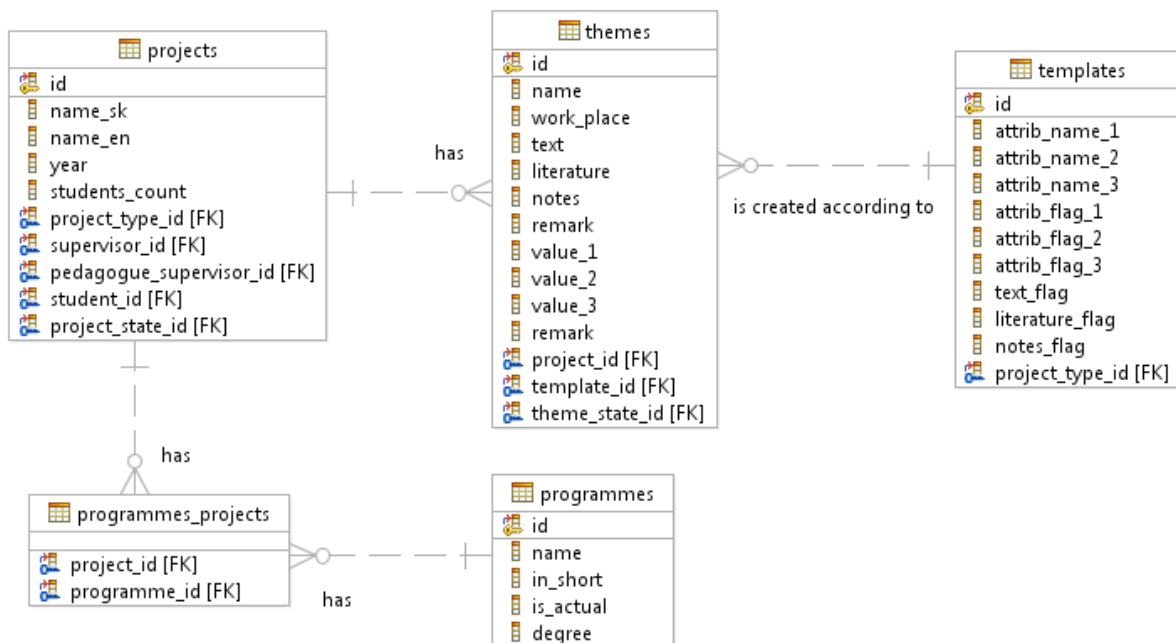 projects
id
name_sk
name_en
year
students_count
project_type_id [FK]
supervisor_id [FK]
pedagogue_supervisor_id [FK]
student_id [FK]
project_state_id [FK]
has
themes
id
name
work_place
text
literature
notes
remark
value_1
value_2
value_3
remark
project_id [FK]
template_id [FK]
theme_state_id [FK]
is created according to
templates
id
attrib_name_1
attrib_name_2
attrib_name_3
attrib_flag_1
attrib_flag_2
attrib_flag_3
text_flag
literature_flag
notes_flag
project_type_id [FK]
has
programmes_projects
project_id [FK]
programme_id [FK]
has
programmes
id
name
in_short
is_actual
degree